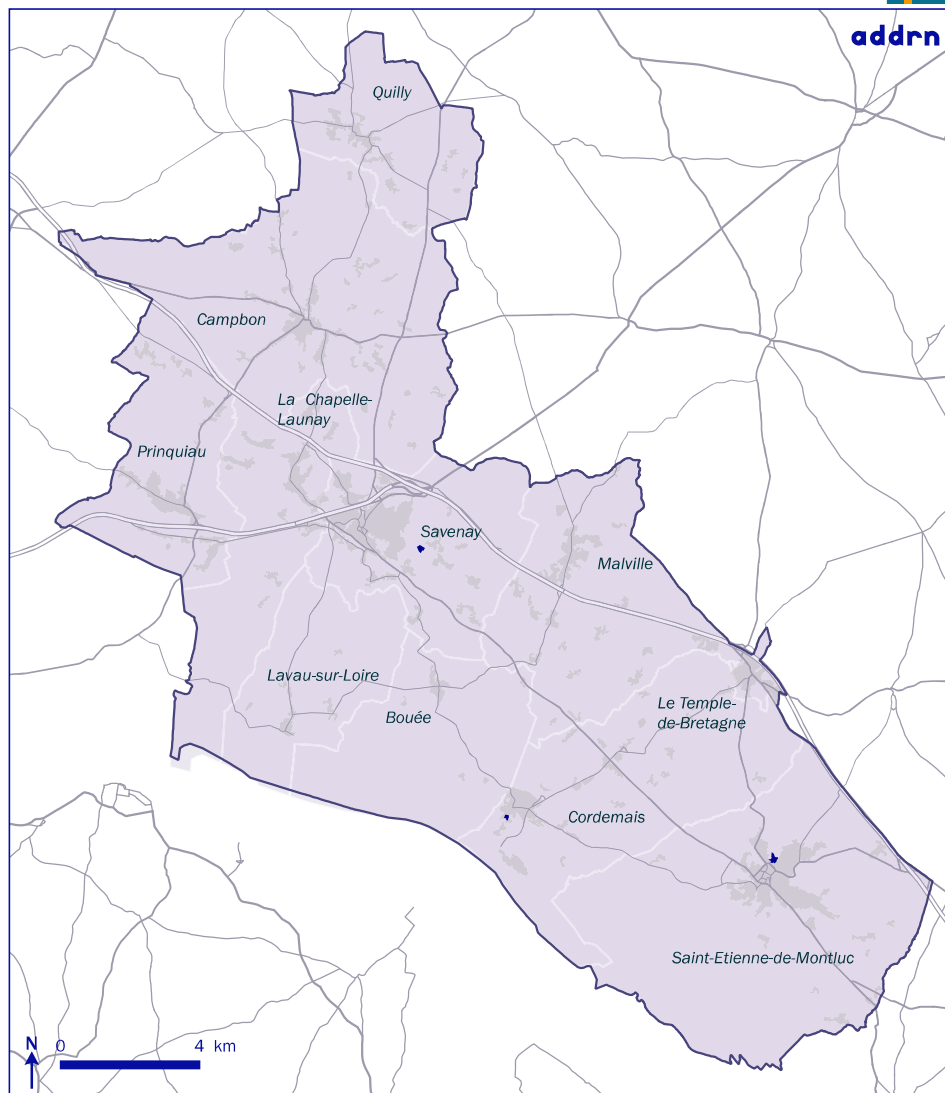 addrn
Quilly
Campbon
La Chapelle-
Launay
Prinquiau
Savenay
Malville
Lavau-sur-Loire
Bouée
Le Temple-
de-Bretagne
Cordemais
Saint-Etienne-de-Montluc
N 0 4 km